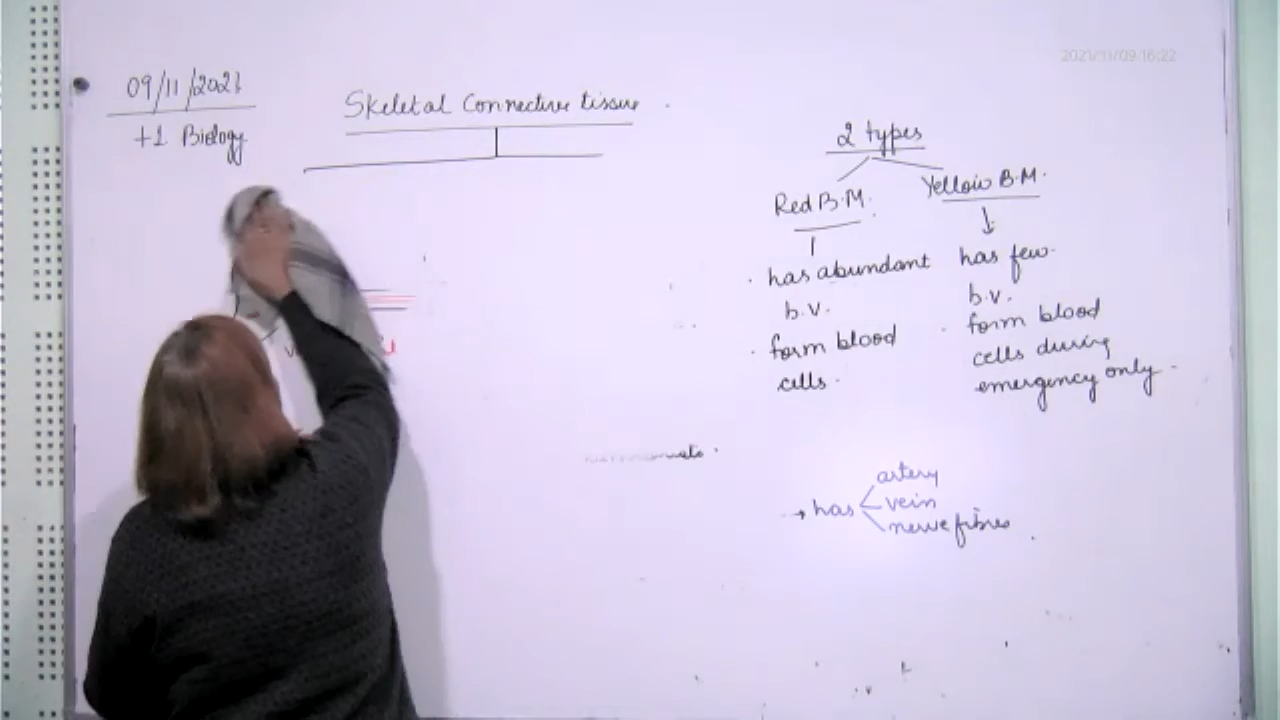 2021/11/09 16:22
09/11/2021
+1 Biology
Skeletal Connective tissue
2 types
Red B.M.
Yellow B.M.
has abundant
b.v.
form blood
cells.
has few
b.v.
form blood
cells during
emergency only.
→ has
artery
vein
nerve fibres